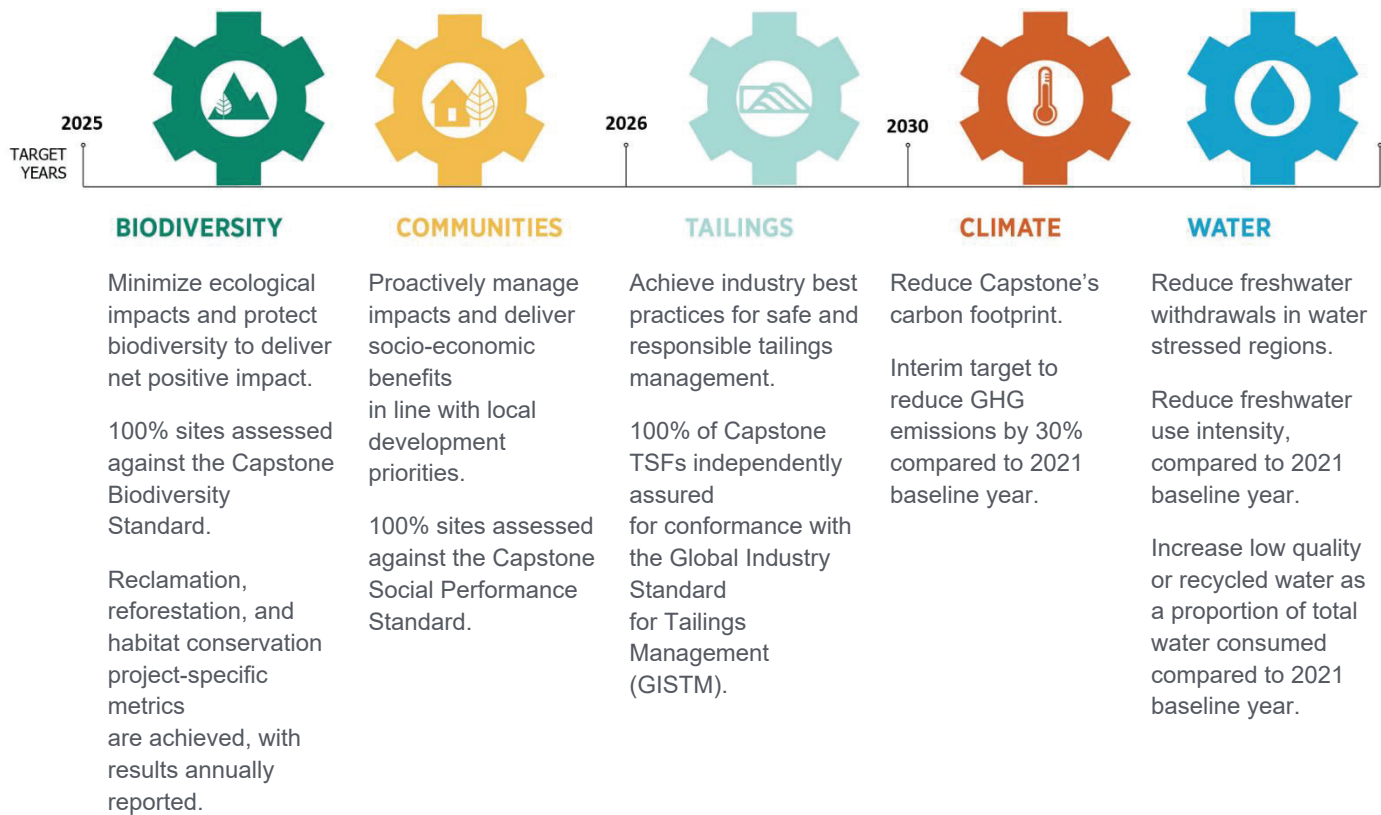 2025
2026
2030
TARGET
YEARS
BIODIVERSITY
Minimize ecological
impacts and protect
biodiversity to deliver
net positive impact.
100% sites assessed
against the Capstone
Biodiversity
Standard.
Reclamation,
reforestation, and
habitat conservation
project-specific
metrics
are achieved, with
results annually
reported.
COMMUNITIES
Proactively manage
impacts and deliver
socio-economic
benefits
in line with local
development
priorities.
100% sites assessed
against the Capstone
Social Performance
Standard.
TAILINGS
Achieve industry best
practices for safe and
responsible tailings
management.
100% of Capstone
TSFs independently
assured
for conformance with
the Global Industry
Standard
for Tailings
Management
(GISTM).
CLIMATE
Reduce Capstone’s
carbon footprint.
Interim target to
reduce GHG
emissions by 30%
compared to 2021
baseline year.
WATER
Reduce freshwater
withdrawals in water
stressed regions.
Reduce freshwater
use intensity,
compared to 2021
baseline year.
Increase low quality
or recycled water as
a proportion of total
water consumed
compared to 2021
baseline year.